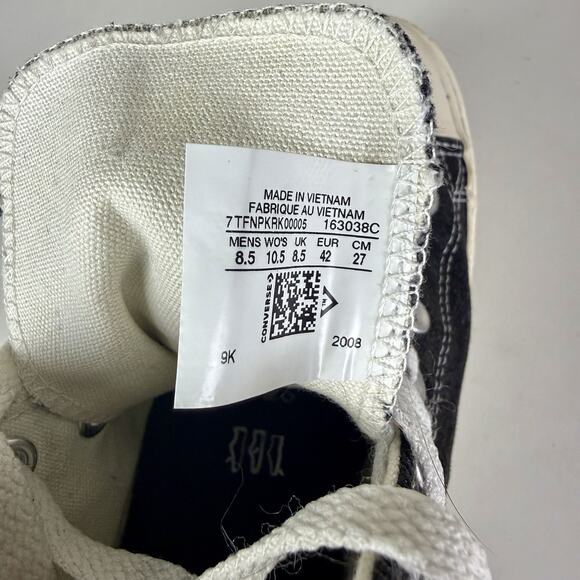 MADE IN VIETNAM
FABRIQUE AU VIETNAM
7TFNPKRK00005 163038C
MENS WO'S UK EUR CM
8.5 10.5 8.5 42 27
CONVERSE
9K 2008